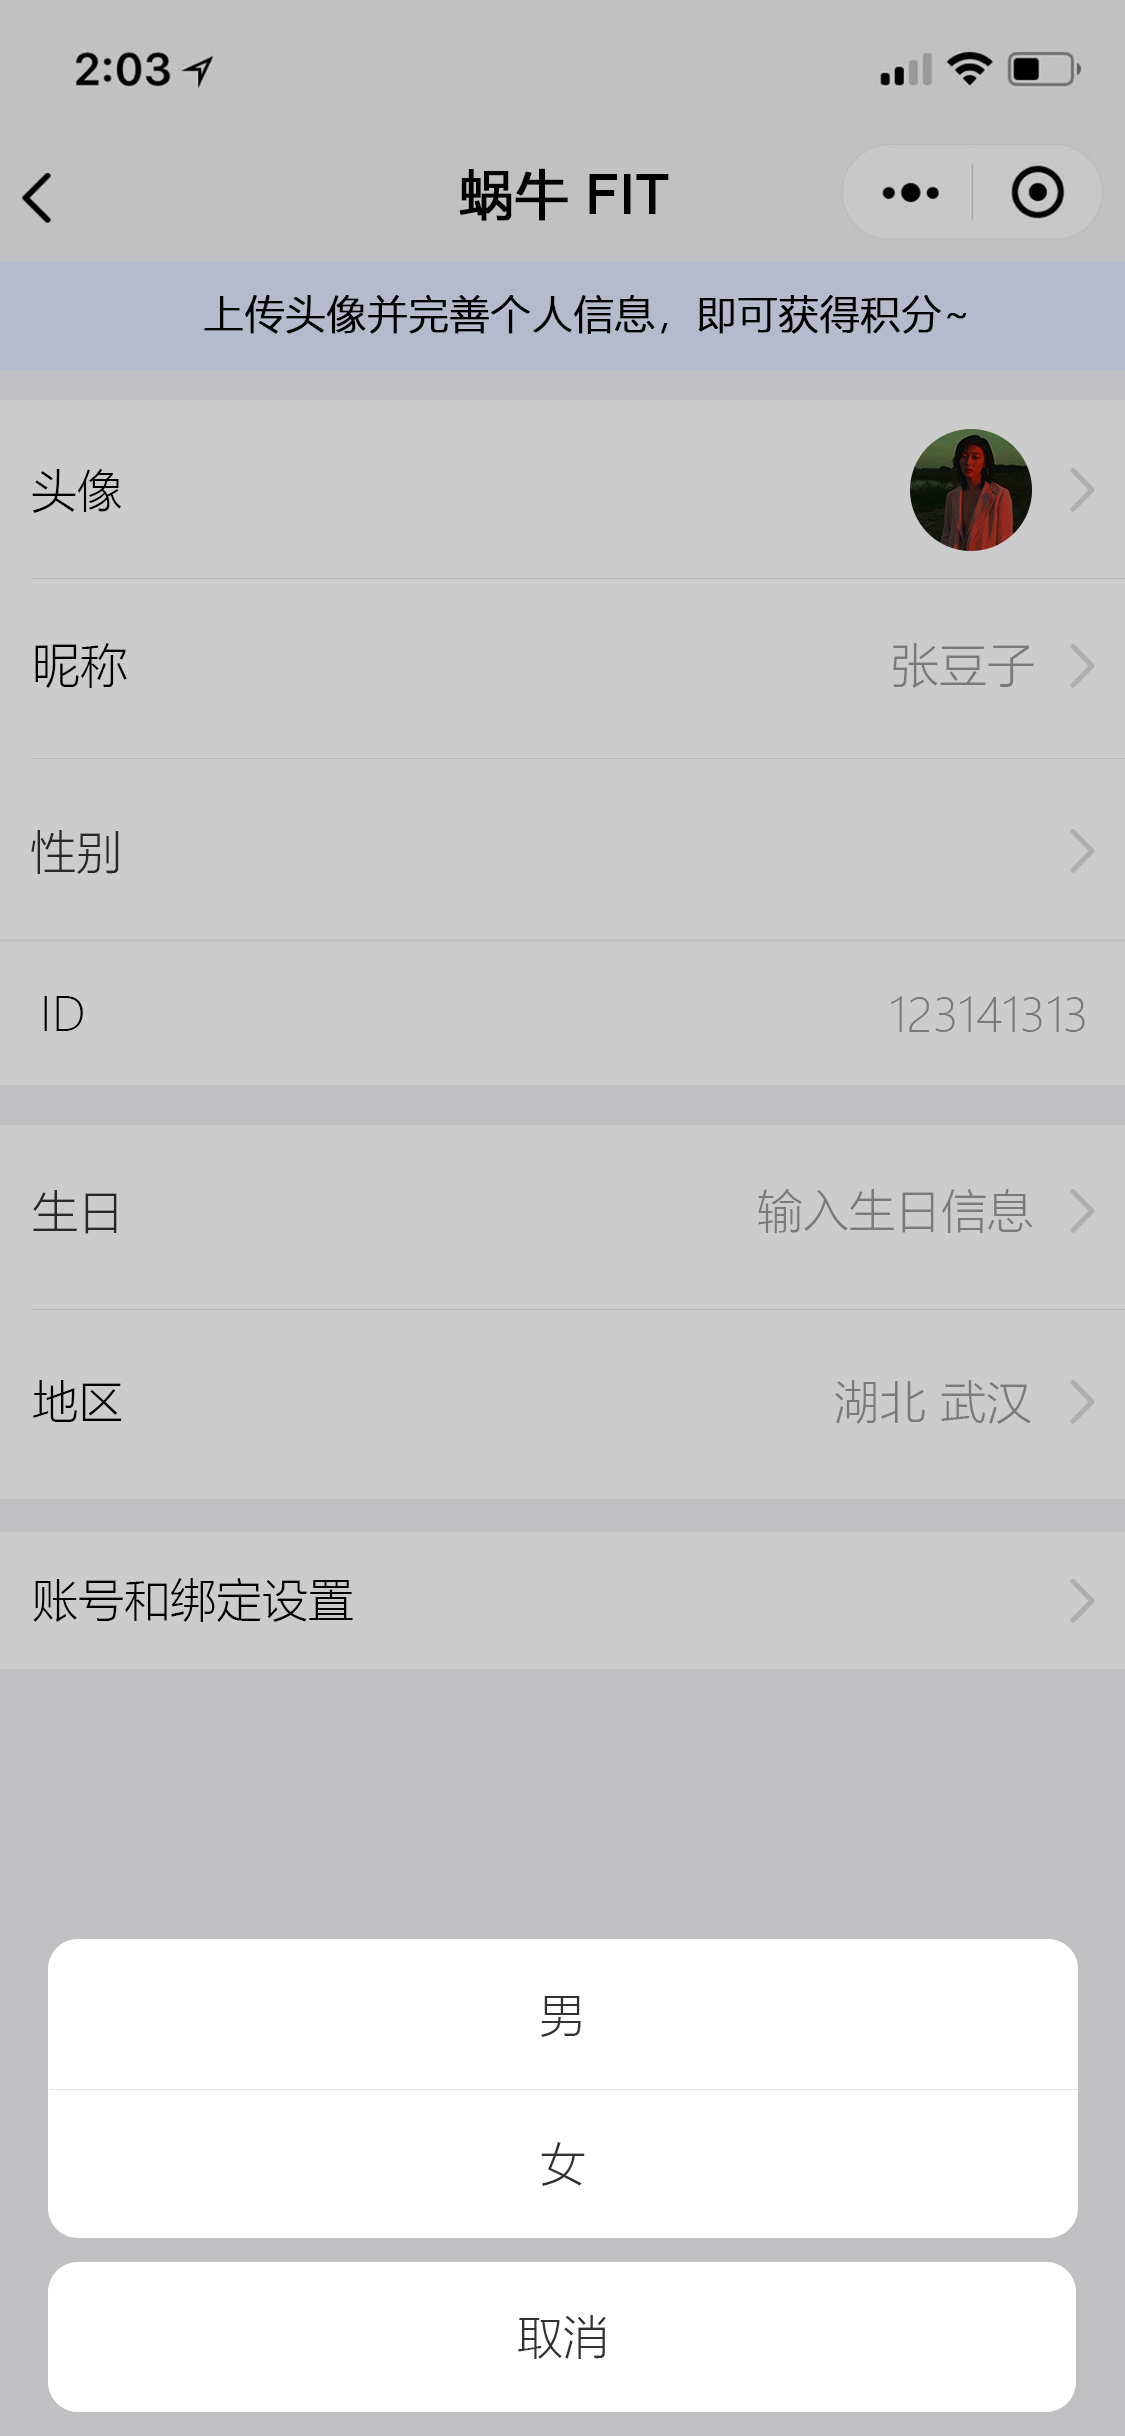 2:03
蜗牛 FIT
上传头像并完善个人信息，即可获得积分~
头像
昵称 张豆子
性别
ID 123141313
生日 输入生日信息
地区 湖北 武汉
账号和绑定设置
男
女
取消